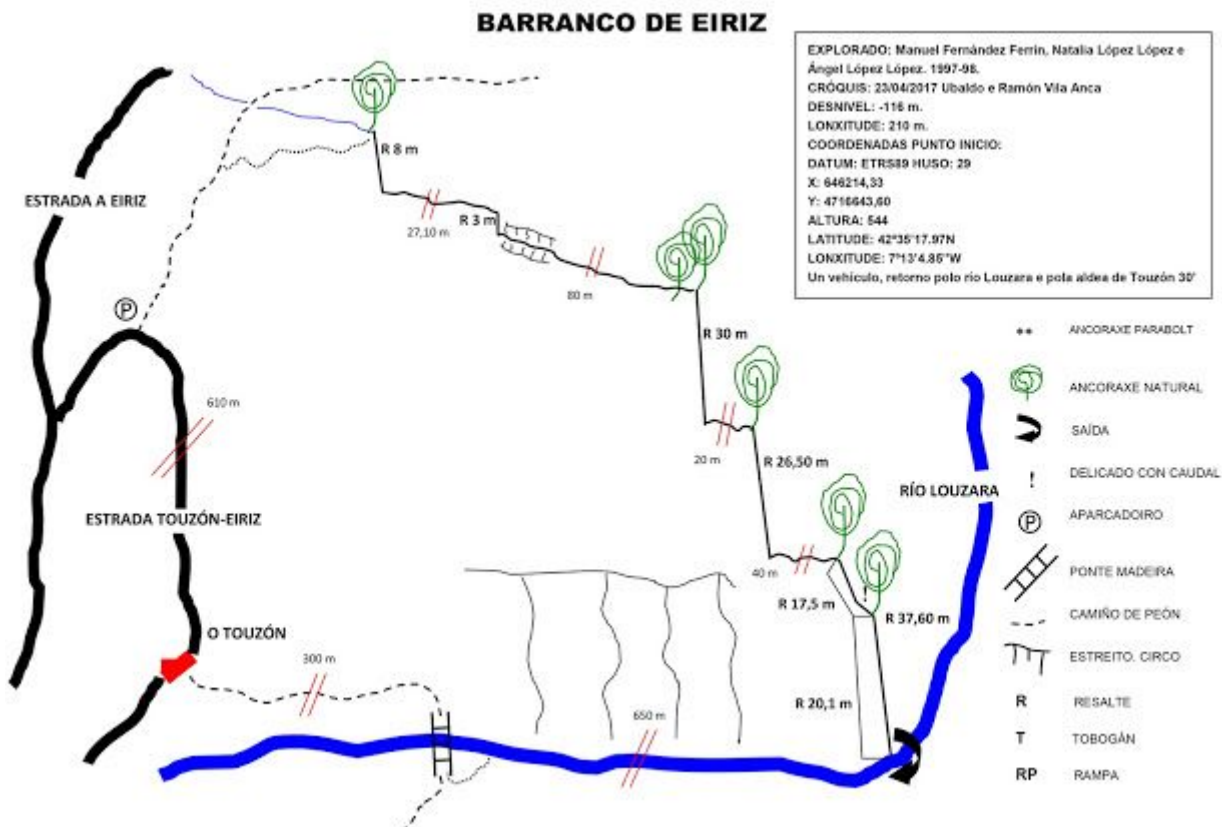 BARRANCO DE EIRIZ
EXPLORADO: Manuel Fernández Ferrin, Natalia López López e
Ángel López López. 1997-98.
CRÓQUIS: 23/04/2017 Ubaldo e Ramón Vila Anca
DESNIVEL: -116 m.
LONXITUDE: 210 m.
COORDENADAS PUNTO INICIO:
DATUM: ETRS89 HUSO: 29
X: 646214,33
Y: 4716643,60
ALTURA: 544
LATITUDE: 42º35'17.97N
LONXITUDE: 7º13'4.85''W
Un vehículo, retorno polo río Louzara e pola aldea de Touzón 30'
R 8 m
ESTRADA A EIRIZ
R 3 m
27,10 m
80 m
P
R 30 m
610 m
20 m
R 26,50 m
RÍO LOUZARA
ESTRADA TOUZÓN-EIRIZ
40 m
!
R 17,5 m
R 37,60 m
O TOUZÓN
300 m
R 20,1 m
650 m
ANCORAXE PARABOLT
ANCORAXE NATURAL
SAÍDA
! DELICADO CON CAUDAL
P APARCADOIRO
PONTE MADEIRA
CAMIÑO DE PEÓN
ESTREITO. CIRCO
R RESALTE
T TOBOGÁN
RP RAMPA